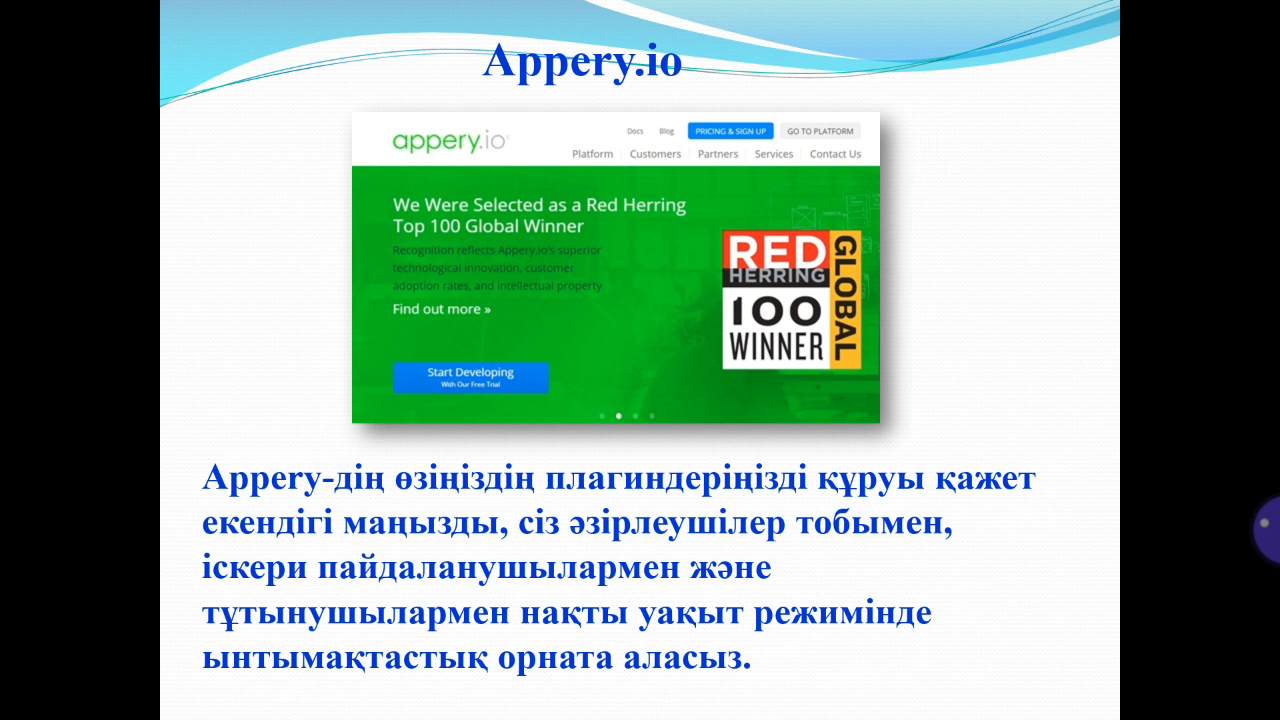 Appery.io
appery.io
Docs Blog PRICING & SIGN UP GO TO PLATFORM
Platform Customers Partners Services Contact Us
We Were Selected as a Red Herring
Top 100 Global Winner
Recognition reflects Appery.io's superior
technological innovation, customer
adoption rates, and intellectual property
Find out more »
Start Developing
With Our Free Trial
RED
HERRING
100
WINNER
GLOBAL
Appery-дің өзіңіздің плагиндеріңізді құруы қажет
екендігі маңызды, сіз әзірлеушілер тобымен,
іскери пайдаланушылармен және
тұтынушылармен нақты уақыт режимінде
ынтымақтастық орната аласыз.